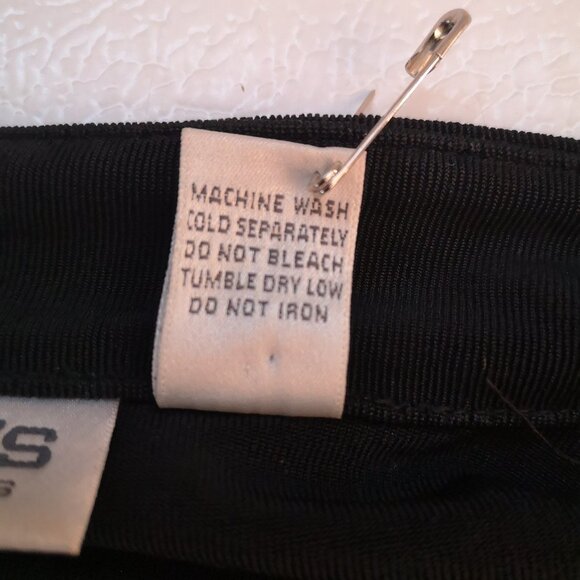 MACHINE WASH
COLD SEPARATELY
DO NOT BLEACH
TUMBLE DRY LOW
DO NOT IRON